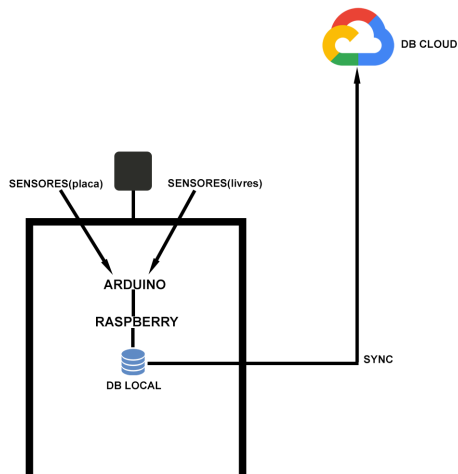 DB CLOUD
SENSORES(placa)
SENSORES(livres)
ARDUINO
RASPBERRY
SYNC
DB LOCAL